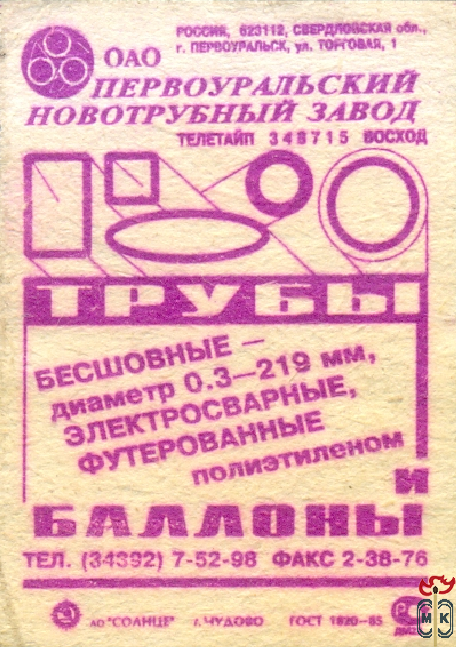 РОССИЯ, 623112, СВЕРДЛОВСКАЯ обл.,
г. ПЕРВОУРАЛЬСК, ул. ТОРГОВАЯ, 1
ОАО
ПЕРВОУРАЛЬСКИЙ
НОВОТРУБНЫЙ ЗАВОД
ТЕЛЕТАЙП 348715 ВОСХОД
ТРУБЫ
БЕСШОВНЫЕ –
диаметр 0.3–219 мм,
ЭЛЕКТРОСВАРНЫЕ,
ФУТЕРОВАННЫЕ
полиэтиленом
и
БАЛЛОНЫ
ТЕЛ. (34392) 7-52-98 ФАКС 2-38-76
АО "СОЛНЦЕ" г. ЧУДОВО ГОСТ 1820–85
МК